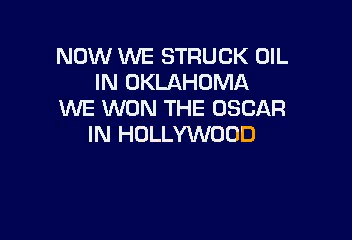 NOW WE STRUCK OIL
IN OKLAHOMA
WE WON THE OSCAR
IN HOLLYWOOD